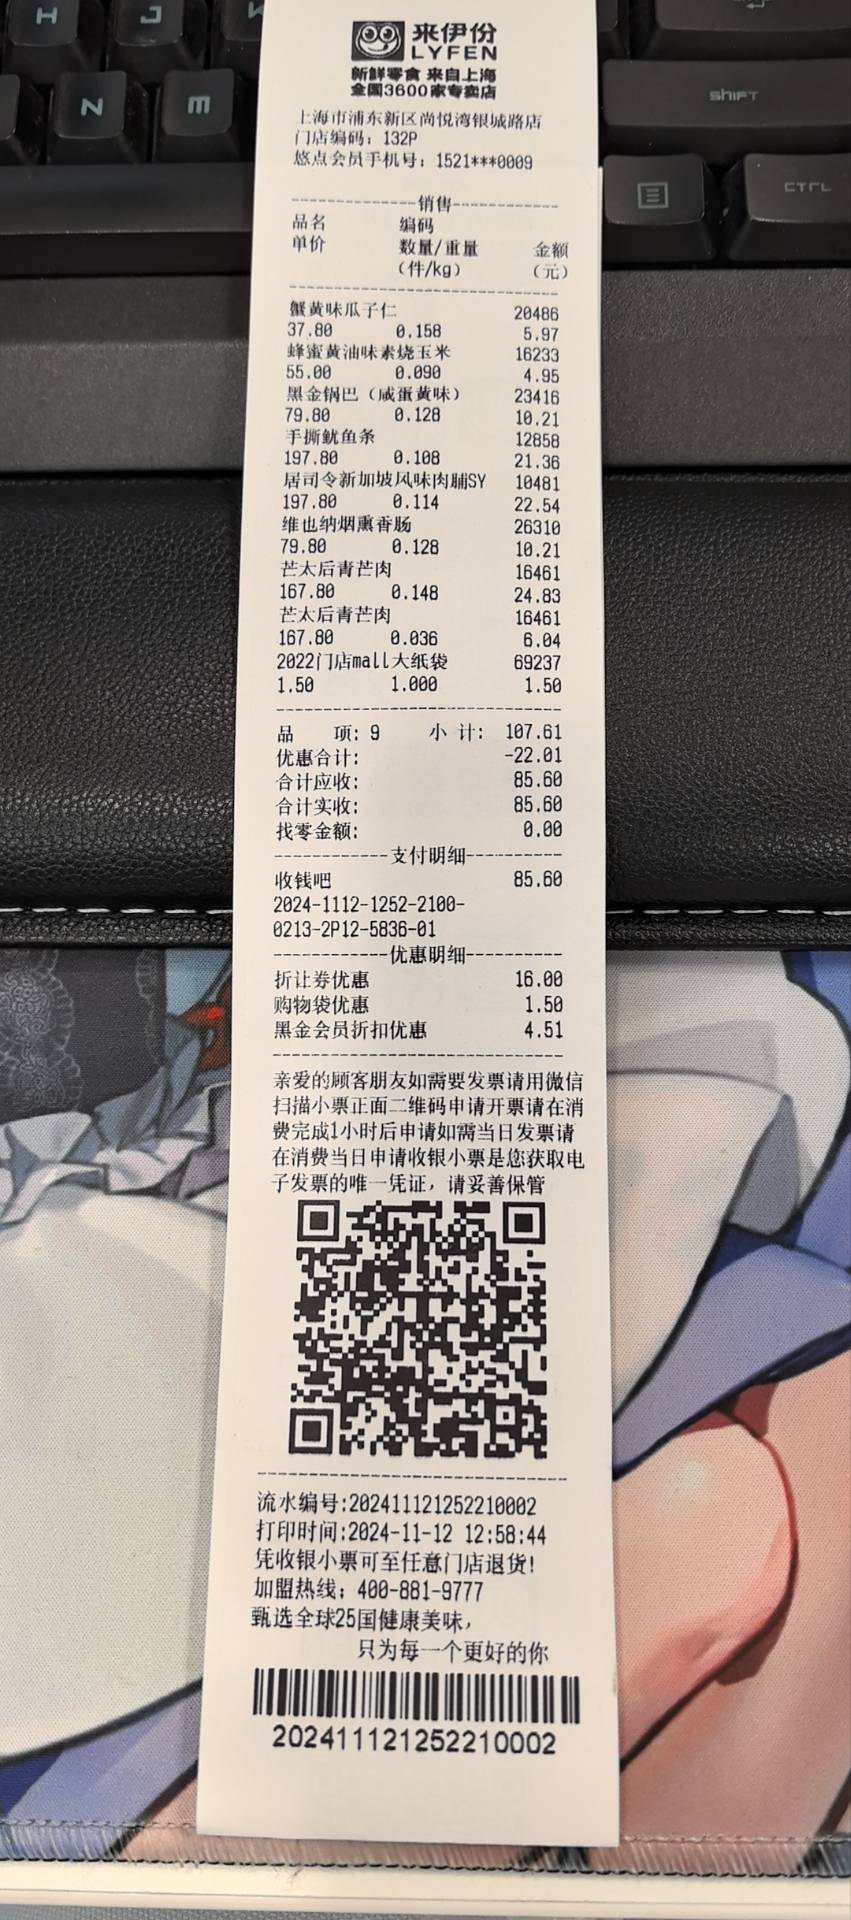 H J K
N M
SHIFT
CTRL
来伊份
LYFEN
新鲜零食 来自上海
全国3600家专卖店
上海市浦东新区尚悦湾银城路店
门店编码：132P
悠点会员手机号：1521***0009
------------销售------------
品名 编码
单价 数量/重量 金额
（件/kg） （元）
蟹黄味瓜子仁 20486
37.80 0.158 5.97
蜂蜜黄油味素烧玉米 16233
55.00 0.090 4.95
黑金锅巴（咸蛋黄味） 23416
79.80 0.128 10.21
手撕鱿鱼条 12858
197.80 0.108 21.36
居司令新加坡风味肉脯SY 10481
197.80 0.114 22.54
维也纳烟熏香肠 26310
79.80 0.128 10.21
芒太后青芒肉 16461
167.80 0.148 24.83
芒太后青芒肉 16461
167.80 0.036 6.04
2022门店mall大纸袋 69237
1.50 1.000 1.50
品 项: 9 小 计: 107.61
优惠合计: -22.01
合计应收: 85.60
合计实收: 85.60
找零金额: 0.00
------------支付明细----------
收钱吧 85.60
2024-1112-1252-2100-
0213-2P12-5836-01
------------优惠明细----------
折让券优惠 16.00
购物袋优惠 1.50
黑金会员折扣优惠 4.51
亲爱的顾客朋友如需要发票请用微信
扫描小票正面二维码申请开票请在消
费完成1小时后申请如需当日发票请
在消费当日申请收银小票是您获取电
子发票的唯一凭证，请妥善保管
流水编号:202411121252210002
打印时间:2024-11-12 12:58:44
凭收银小票可至任意门店退货!
加盟热线：400-881-9777
甄选全球25国健康美味，
只为每一个更好的你
202411121252210002